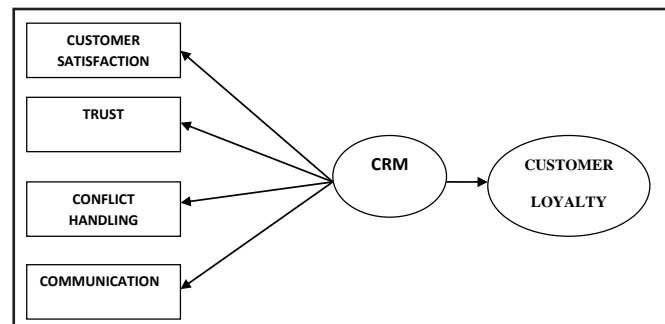 CUSTOMER
SATISFACTION
TRUST
CONFLICT
HANDLING
COMMUNICATION
CRM
CUSTOMER
LOYALTY